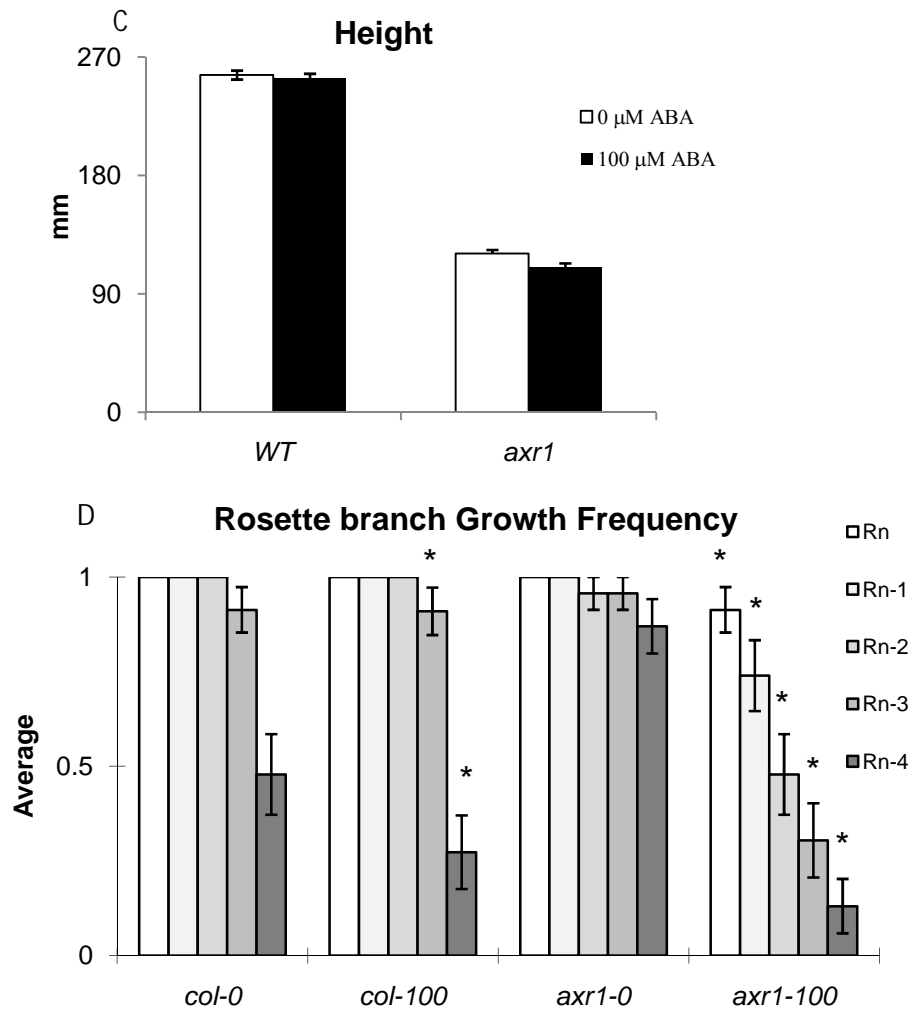 C
Height
270
180
90
0
mm
0 μM ABA
100 μM ABA
WT
axr1
D
Rosette branch Growth Frequency
1
0.5
0
Average
*
*
*
*
*
*
*
Rn
Rn-1
Rn-2
Rn-3
Rn-4
col-0
col-100
axr1-0
axr1-100